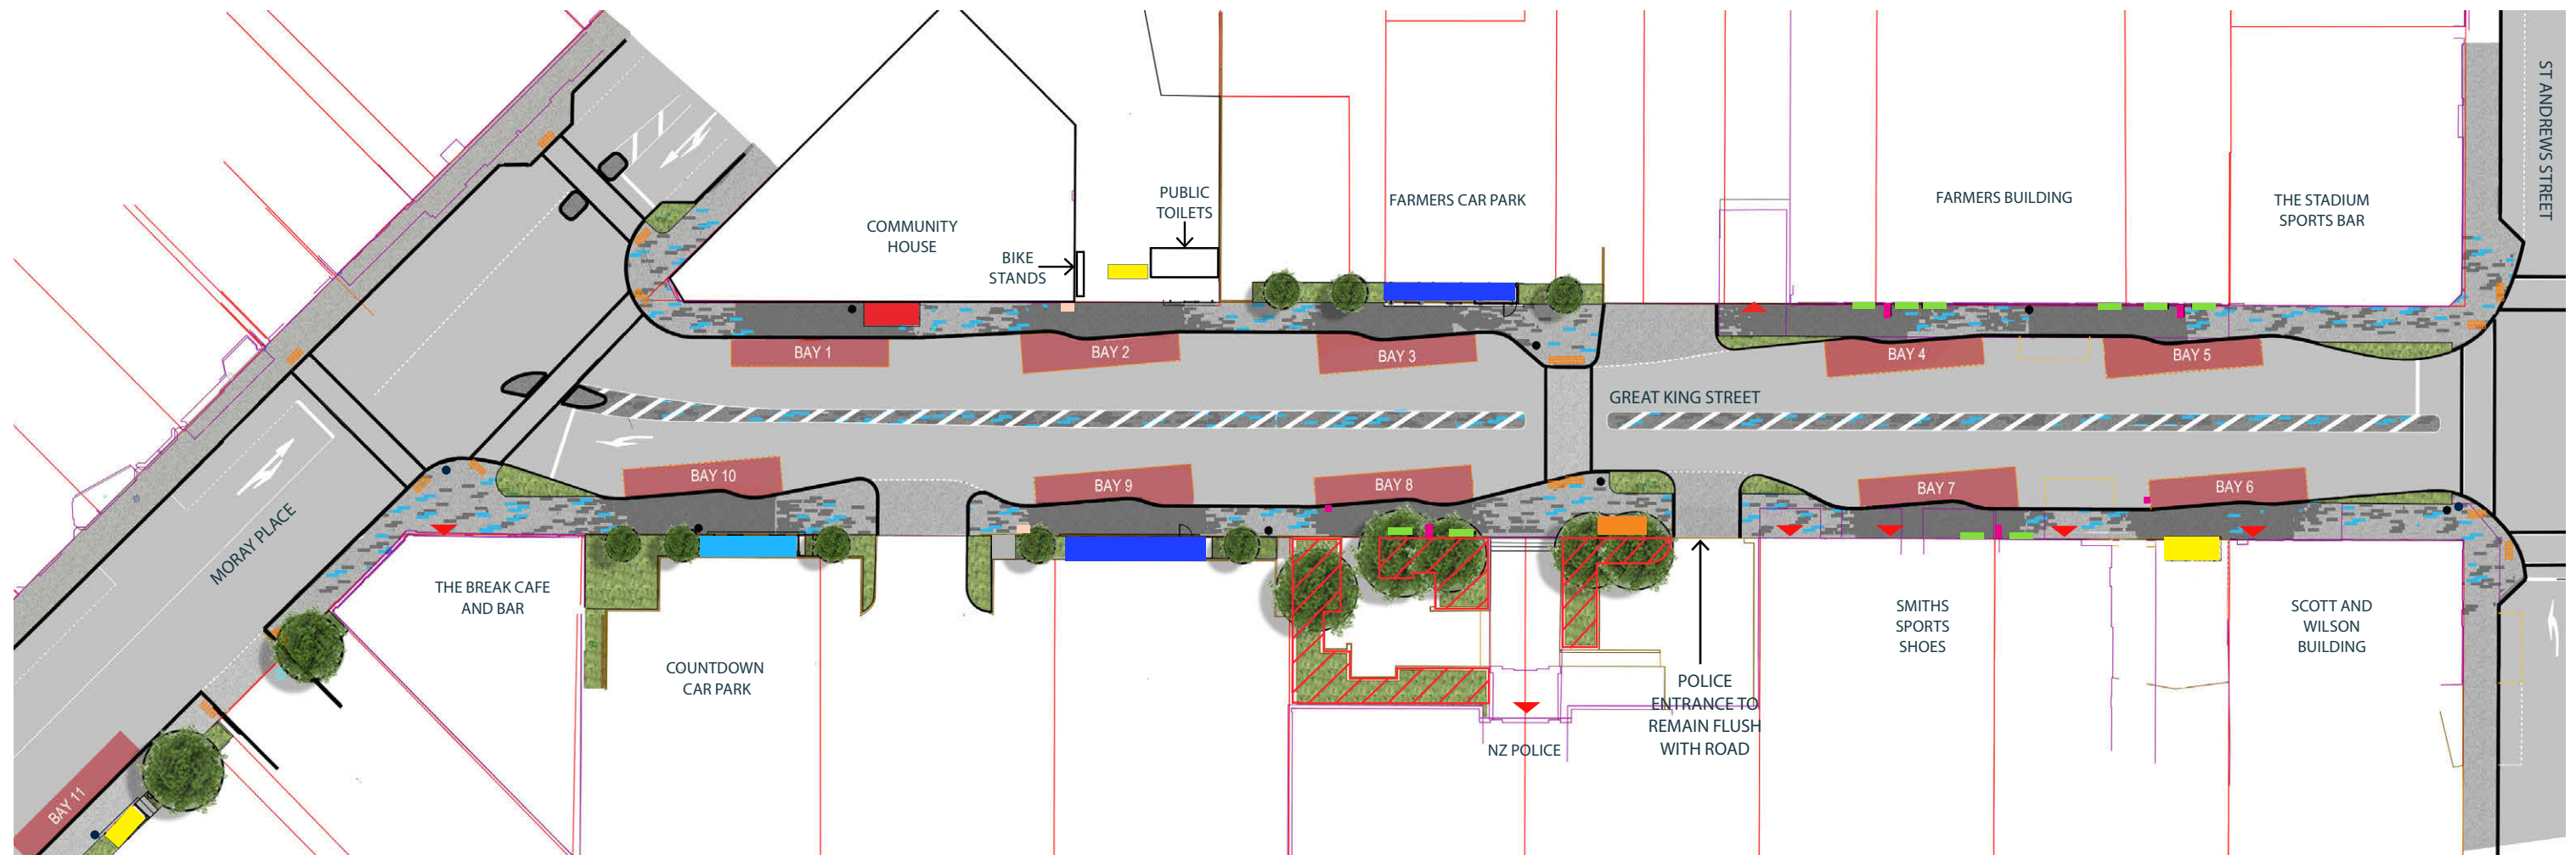 ST ANDREWS STREET
COMMUNITY
HOUSE
BIKE
STANDS
PUBLIC
TOILETS
FARMERS CAR PARK
FARMERS BUILDING
THE STADIUM
SPORTS BAR
BAY 1
BAY 2
BAY 3
BAY 4
BAY 5
GREAT KING STREET
BAY 10
BAY 9
BAY 8
BAY 7
BAY 6
MORAY PLACE
THE BREAK CAFE
AND BAR
COUNTDOWN
CAR PARK
NZ POLICE
POLICE
ENTRANCE TO
REMAIN FLUSH
WITH ROAD
SMITHS
SPORTS
SHOES
SCOTT AND
WILSON
BUILDING
BAY 11